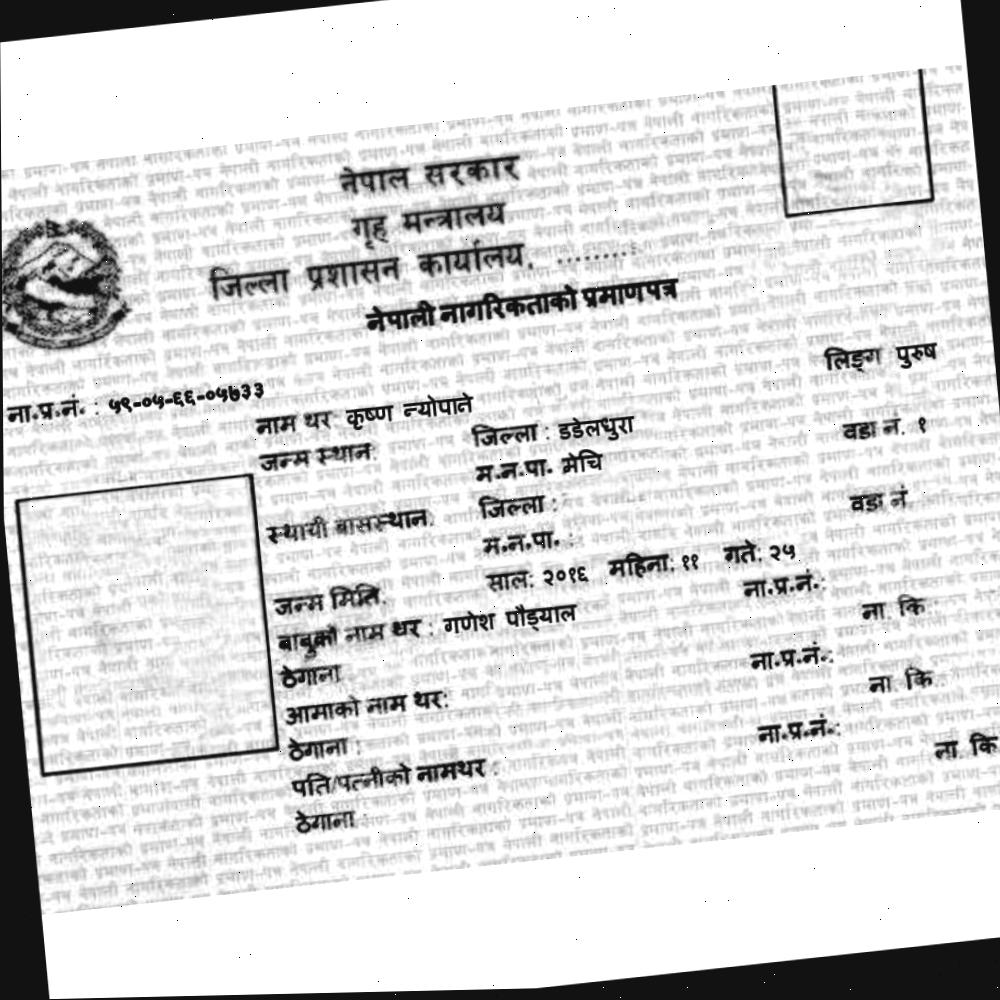 नेपाल सरकार
गृह मन्त्रालय
जिल्ला प्रशासन कार्यालय, .........
नेपाली नागरिकताको प्रमाणपत्र
लिङ्ग पुरुष
ना.प्र.नं. : ५९-०५-६६-०५७३३
नाम थर कृष्ण न्योपाने
जन्म स्थान: जिल्ला : डडेलधुरा वडा नं. १
म.न.पा. मेचि
स्थायी बासस्थान: जिल्ला : वडा नं
म.न.पा. :
जन्म मिति: साल: २०१६ महिना: ११ गते: २५
बाबुको नाम थर : गणेश पौड्याल ना.प्र.नं.:
ठेगाना ना. कि
आमाको नाम थर: ना.प्र.नं.:
ठेगाना : ना. कि
पति/पत्नीको नामथर : ना.प्र.नं.:
ठेगाना : ना. कि